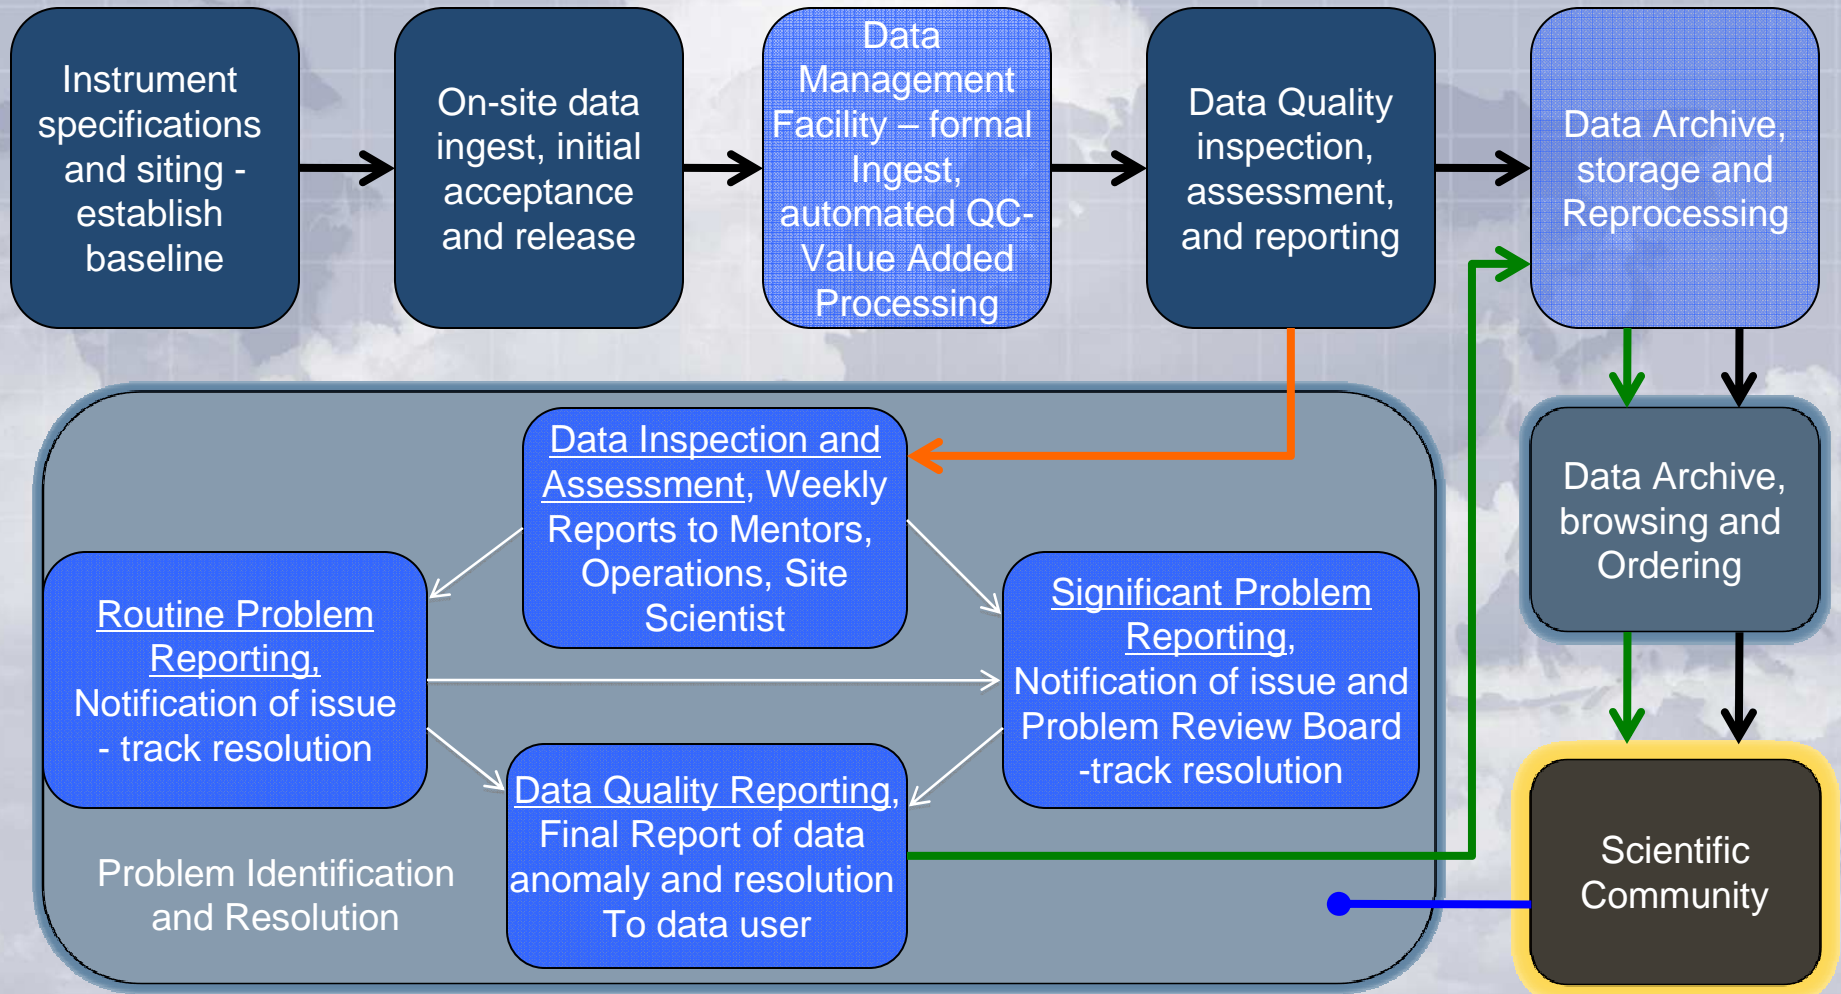 Instrument
specifications
and siting -
establish
baseline
On-site data
ingest, initial
acceptance
and release
Data
Management
Facility – formal
Ingest,
automated QC-
Value Added
Processing
Data Quality
inspection,
assessment,
and reporting
Data Archive,
storage and
Reprocessing
Data Inspection and
Assessment, Weekly
Reports to Mentors,
Operations, Site
Scientist
Routine Problem
Reporting,
Notification of issue
- track resolution
Significant Problem
Reporting,
Notification of issue and
Problem Review Board
-track resolution
Data Quality Reporting,
Final Report of data
anomaly and resolution
To data user
Problem Identification
and Resolution
Data Archive,
browsing and
Ordering
Scientific
Community